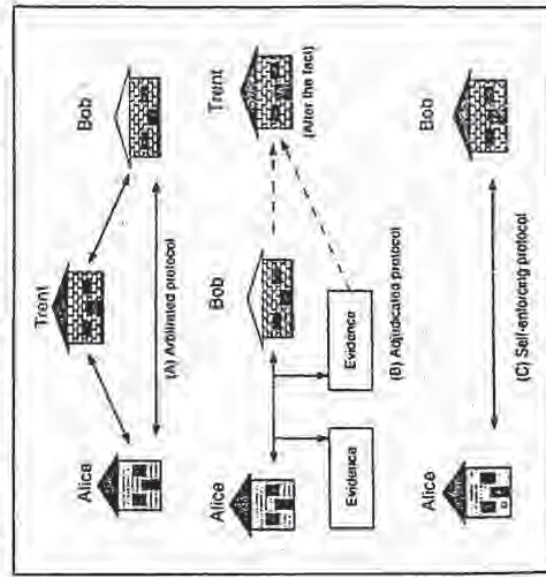 Trent
Alice
Bob
(A) Arbitrated protocol
Alice
Bob
Trent
(After the fact)
Evidence
Evidence
(B) Adjudicated protocol
Alice
Bob
(C) Self-enforcing protocol